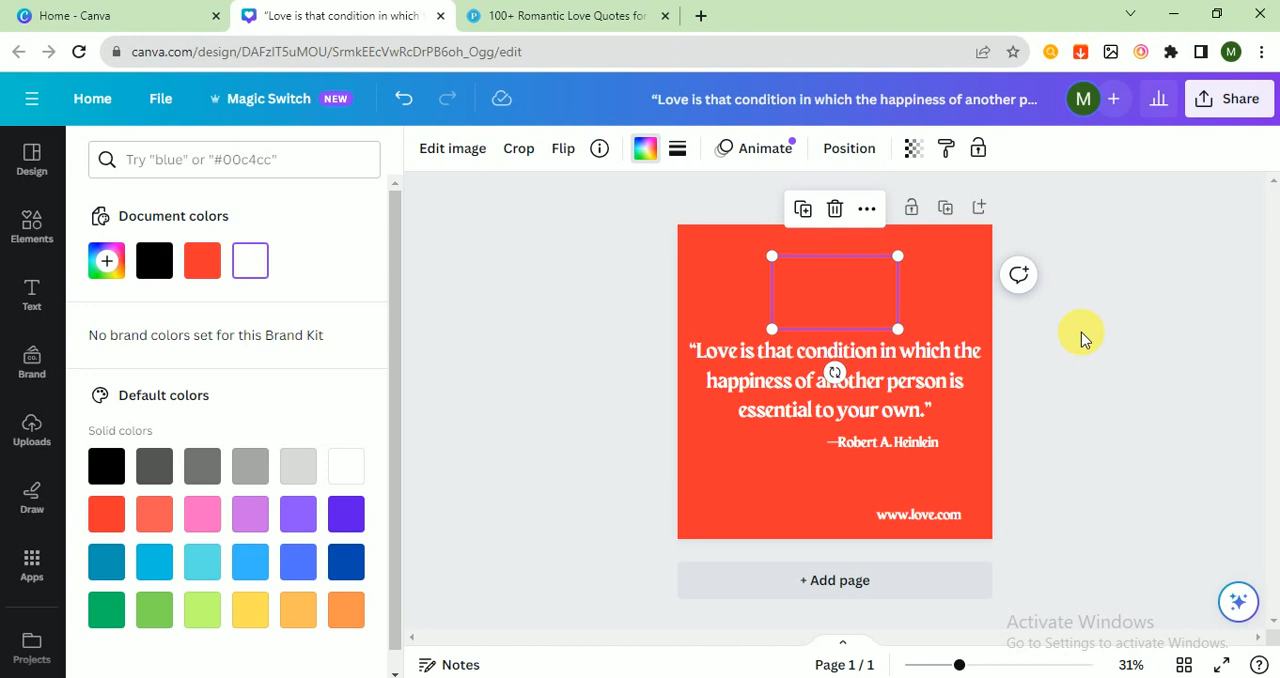 Home - Canva
"Love is that condition in which
100+ Romantic Love Quotes for
canva.com/design/DAFzIT5uMOU/SrmkEEcVwRcDrPB6oh_Ogg/edit
M
Home
File
Magic Switch
NEW
"Love is that condition in which the happiness of another p...
M
Share
Design
Elements
Text
Brand
Uploads
Draw
Apps
Projects
Try "blue" or "#00c4cc"
Document colors
No brand colors set for this Brand Kit
Default colors
Solid colors
Edit image
Crop
Flip
Animate
Position
"Love is that condition in which the
happiness of another person is
essential to your own."
—Robert A. Heinlein
www.love.com
+ Add page
Activate Windows
Go to Settings to activate Windows.
Notes
Page 1 / 1
31%